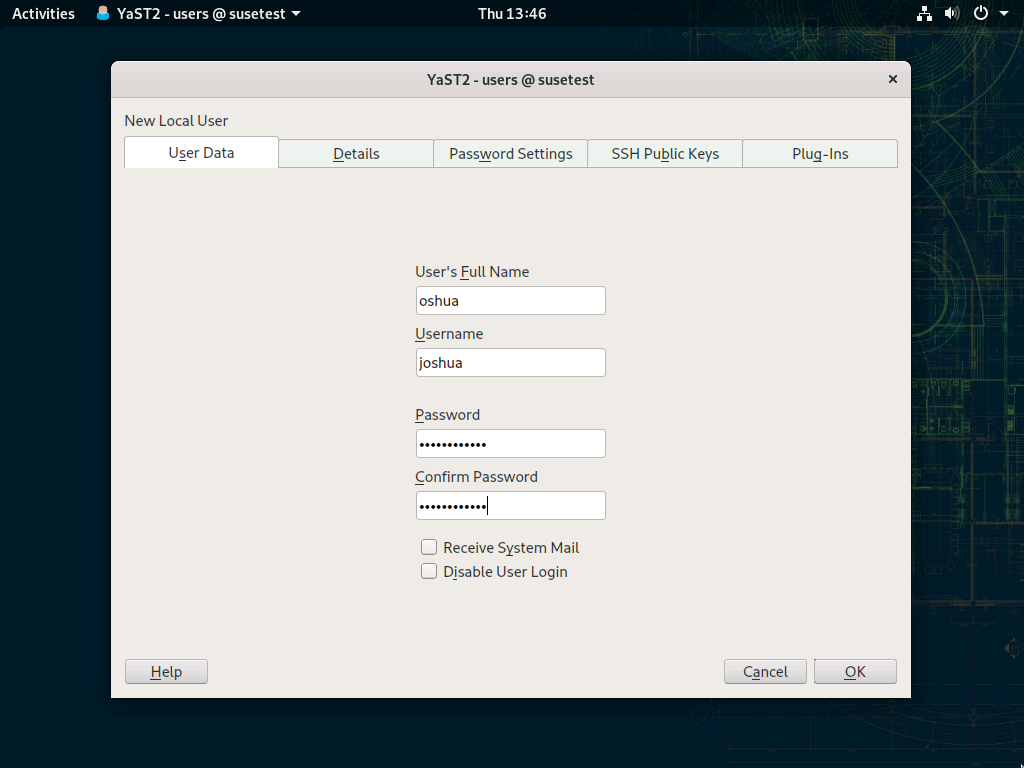 Activities YaST2 - users @ susetest Thu 13:46
YaST2 - users @ susetest ×
New Local User
User Data Details Password Settings SSH Public Keys Plug-Ins
User's Full Name
oshua
Username
joshua
Password
••••••••••••
Confirm Password
••••••••••••
Receive System Mail
Disable User Login
Help Cancel OK